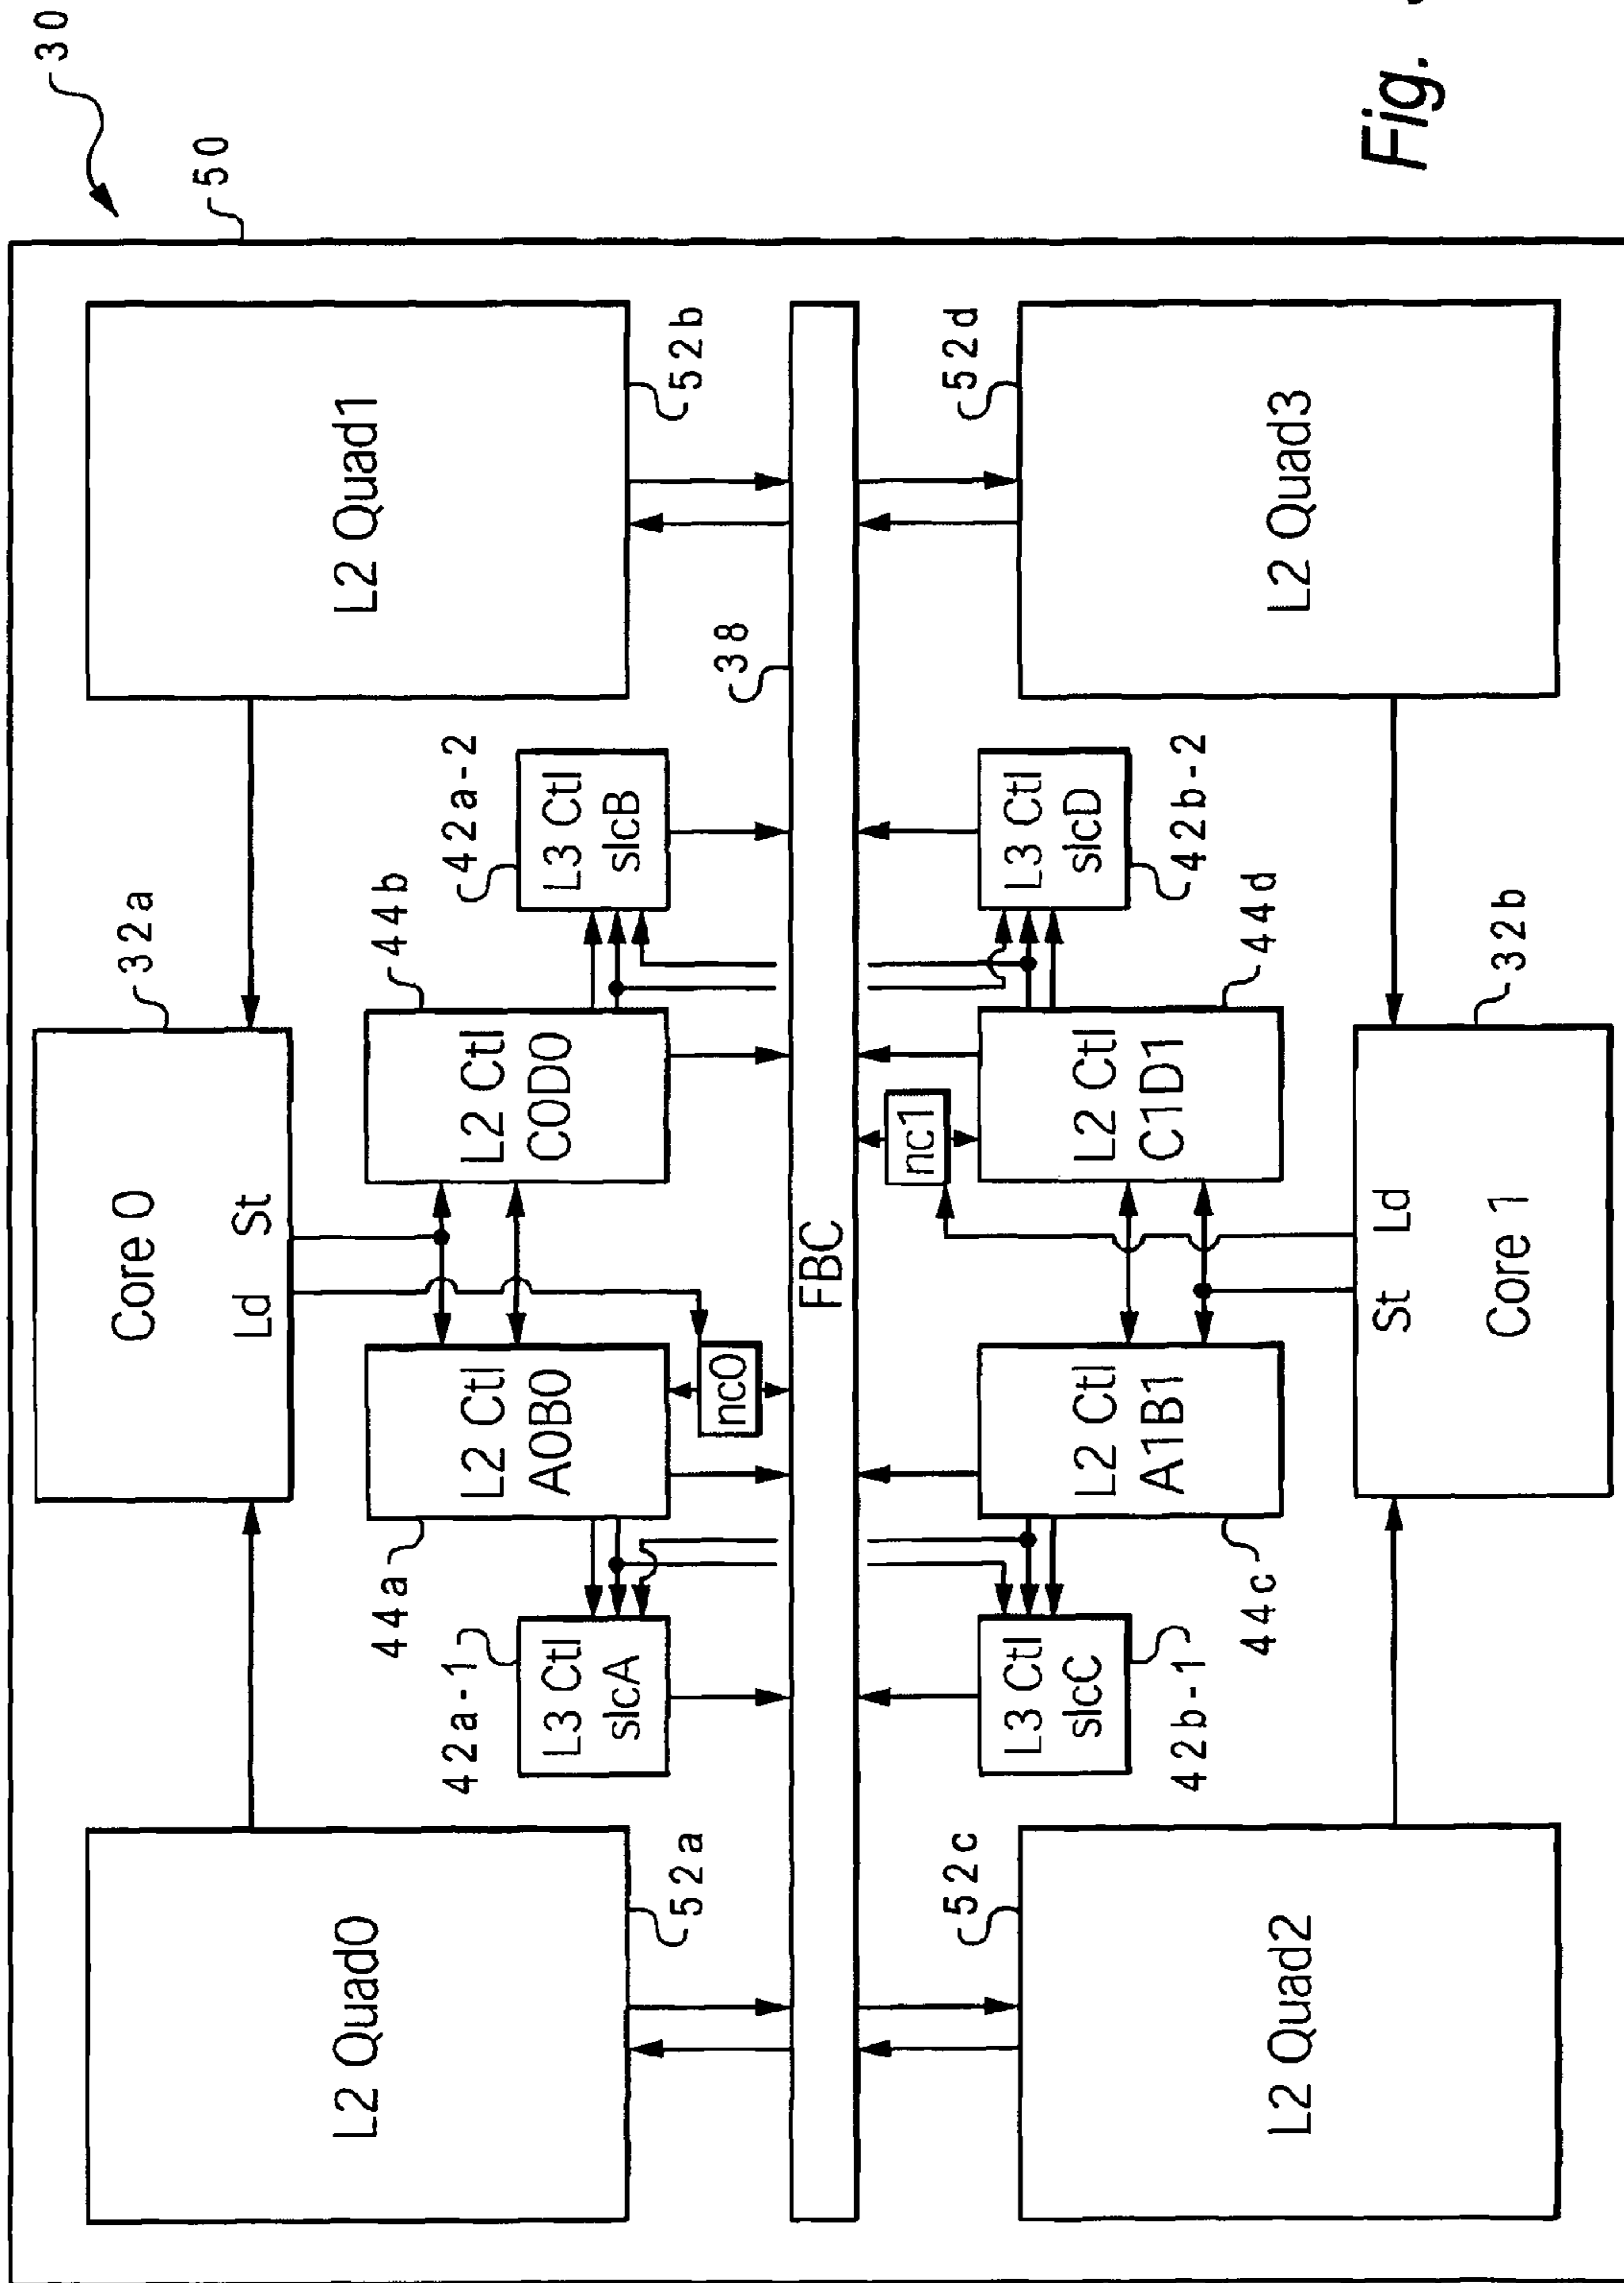 30
50
Core 0
Ld St
32a
L2 Quad0
L2 Quad1
44a
L2 Ctl
A0B0
L2 Ctl
C0D0
44b
42a-1
L3 Ctl
slcA
42a-2
L3 Ctl
slcB
52a
nc0
38
52b
FBC
52c
nc1
52d
L3 Ctl
slcC
42b-1
L2 Ctl
A1B1
44c
L2 Ctl
C1D1
44d
L3 Ctl
slcD
42b-2
L2 Quad2
L2 Quad3
St Ld
Core 1
32b
Fig.